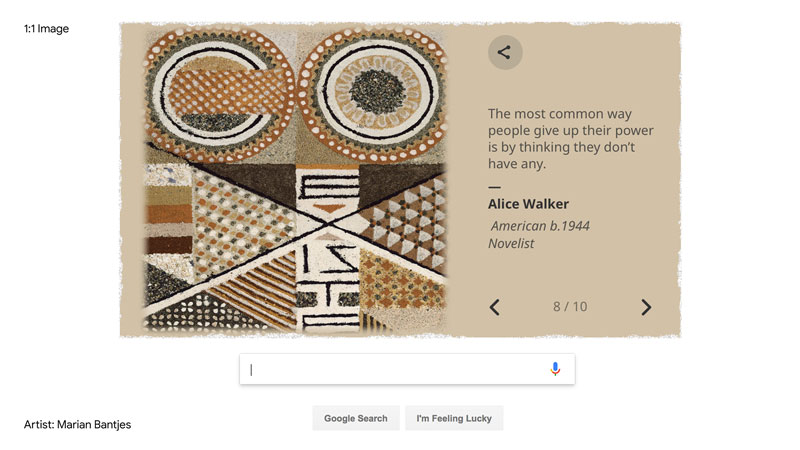 1:1 Image
The most common way
people give up their power
is by thinking they don't
have any.
—
Alice Walker
American b.1944
Novelist
8 / 10
Google Search
I'm Feeling Lucky
Artist: Marian Bantjes